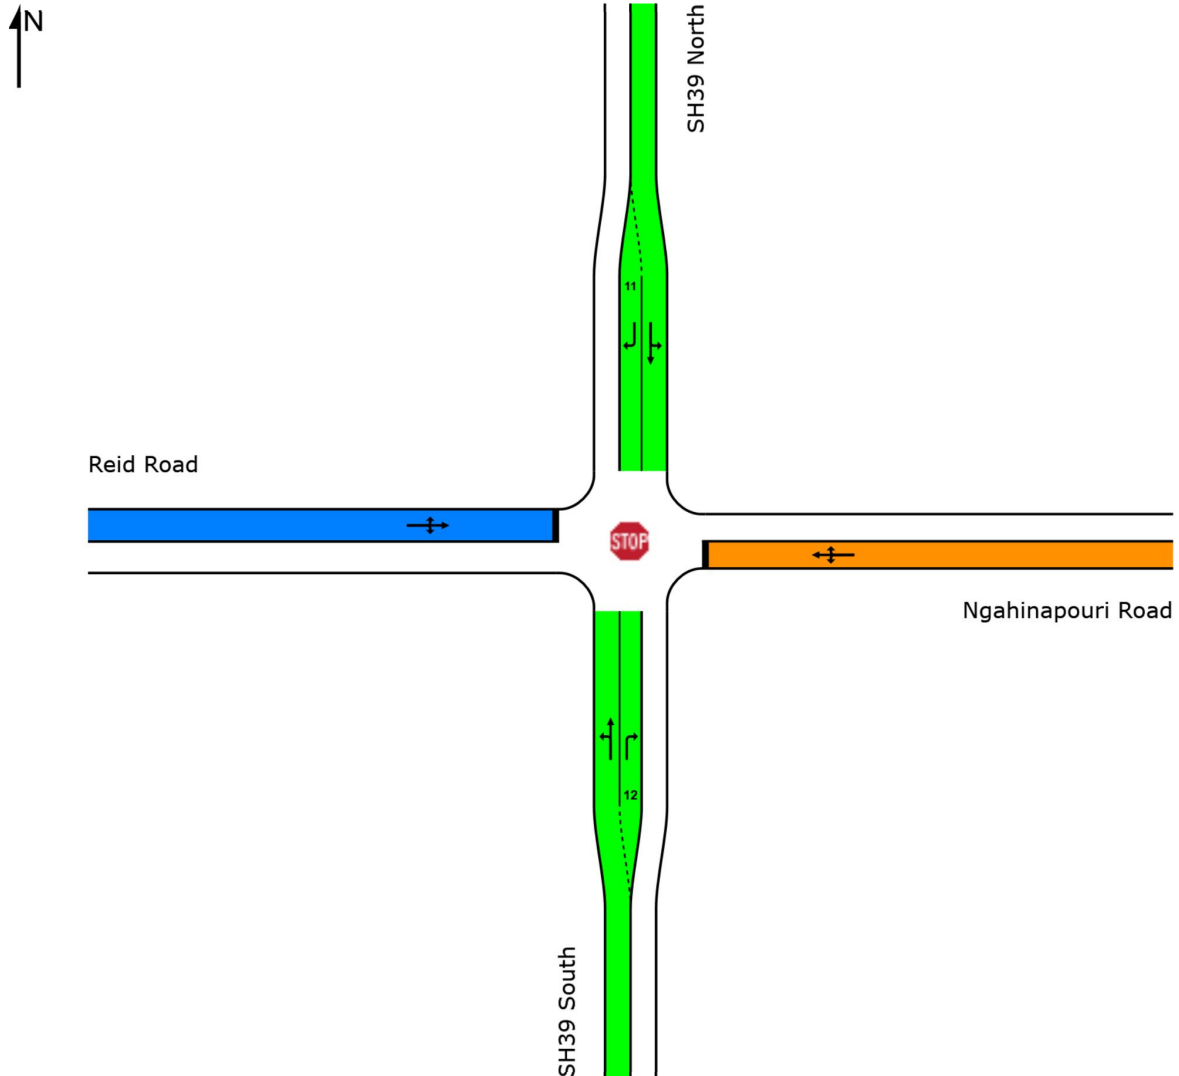 N
SH39 North
11
Reid Road
STOP
Ngahinapouri Road
12
SH39 South